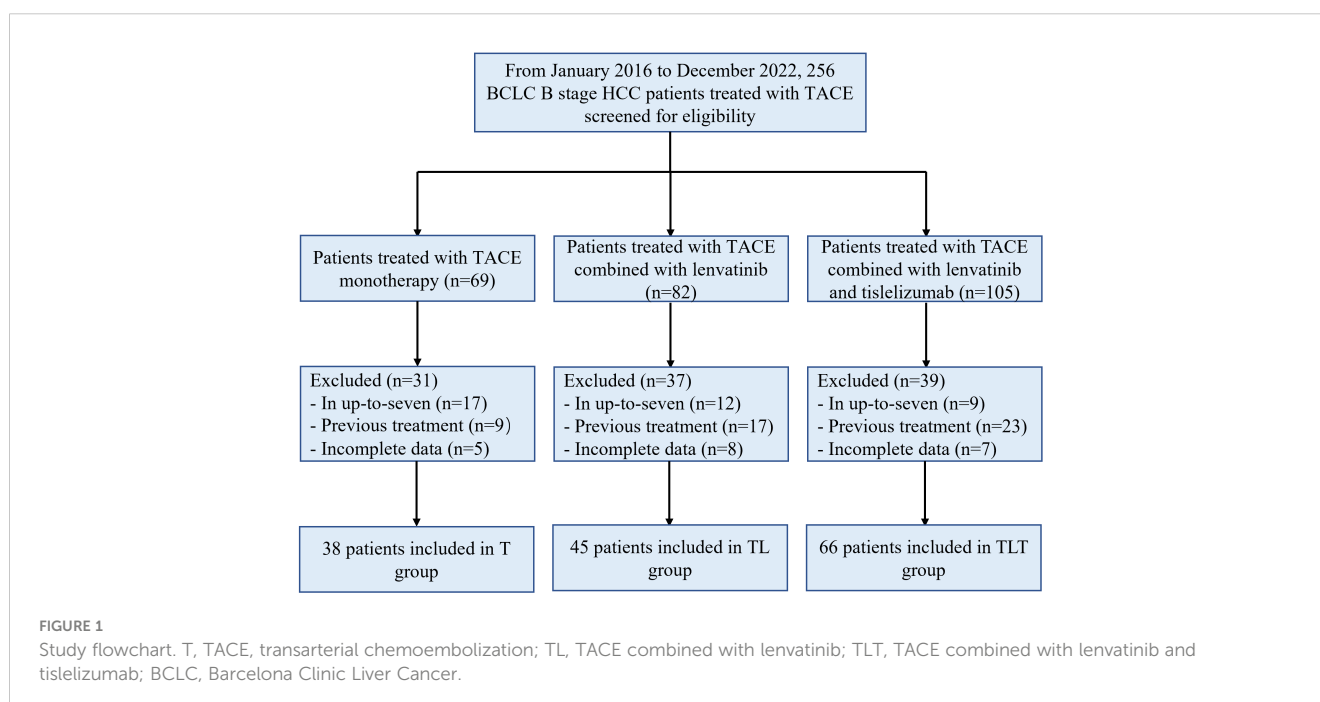 From January 2016 to December 2022, 256
BCLC B stage HCC patients treated with TACE
screened for eligibility
Patients treated with TACE
monotherapy (n=69)
Patients treated with TACE
combined with lenvatinib
(n=82)
Patients treated with TACE
combined with lenvatinib
and tislelizumab (n=105)
Excluded (n=31)
- In up-to-seven (n=17)
- Previous treatment (n=9)
- Incomplete data (n=5)
Excluded (n=37)
- In up-to-seven (n=12)
- Previous treatment (n=17)
- Incomplete data (n=8)
Excluded (n=39)
- In up-to-seven (n=9)
- Previous treatment (n=23)
- Incomplete data (n=7)
38 patients included in T
group
45 patients included in TL
group
66 patients included in TLT
group
FIGURE 1
Study flowchart. T, TACE, transarterial chemoembolization; TL, TACE combined with lenvatinib; TLT, TACE combined with lenvatinib and
tislelizumab; BCLC, Barcelona Clinic Liver Cancer.